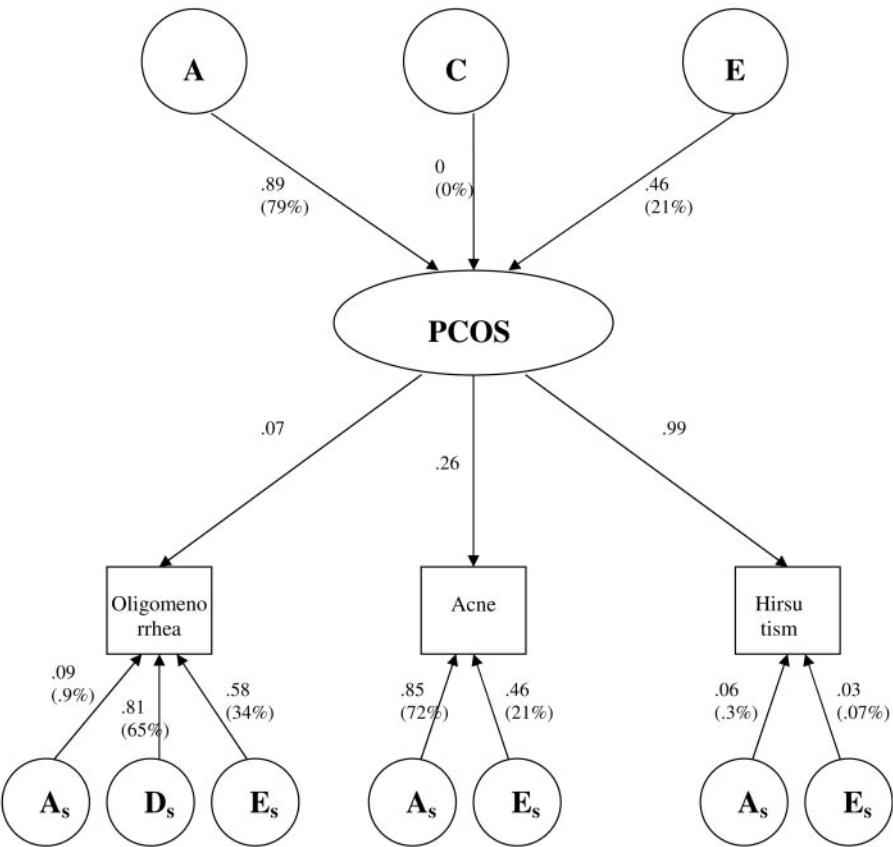 A
C
E
.89
(79%)
0
(0%)
.46
(21%)
PCOS
.07
.26
.99
Oligomeno
rrhea
Acne
Hirsu
tism
.09
(.9%)
.81
(65%)
.58
(34%)
.85
(72%)
.46
(21%)
.06
(.3%)
.03
(.07%)
As
Ds
Es
As
Es
As
Es